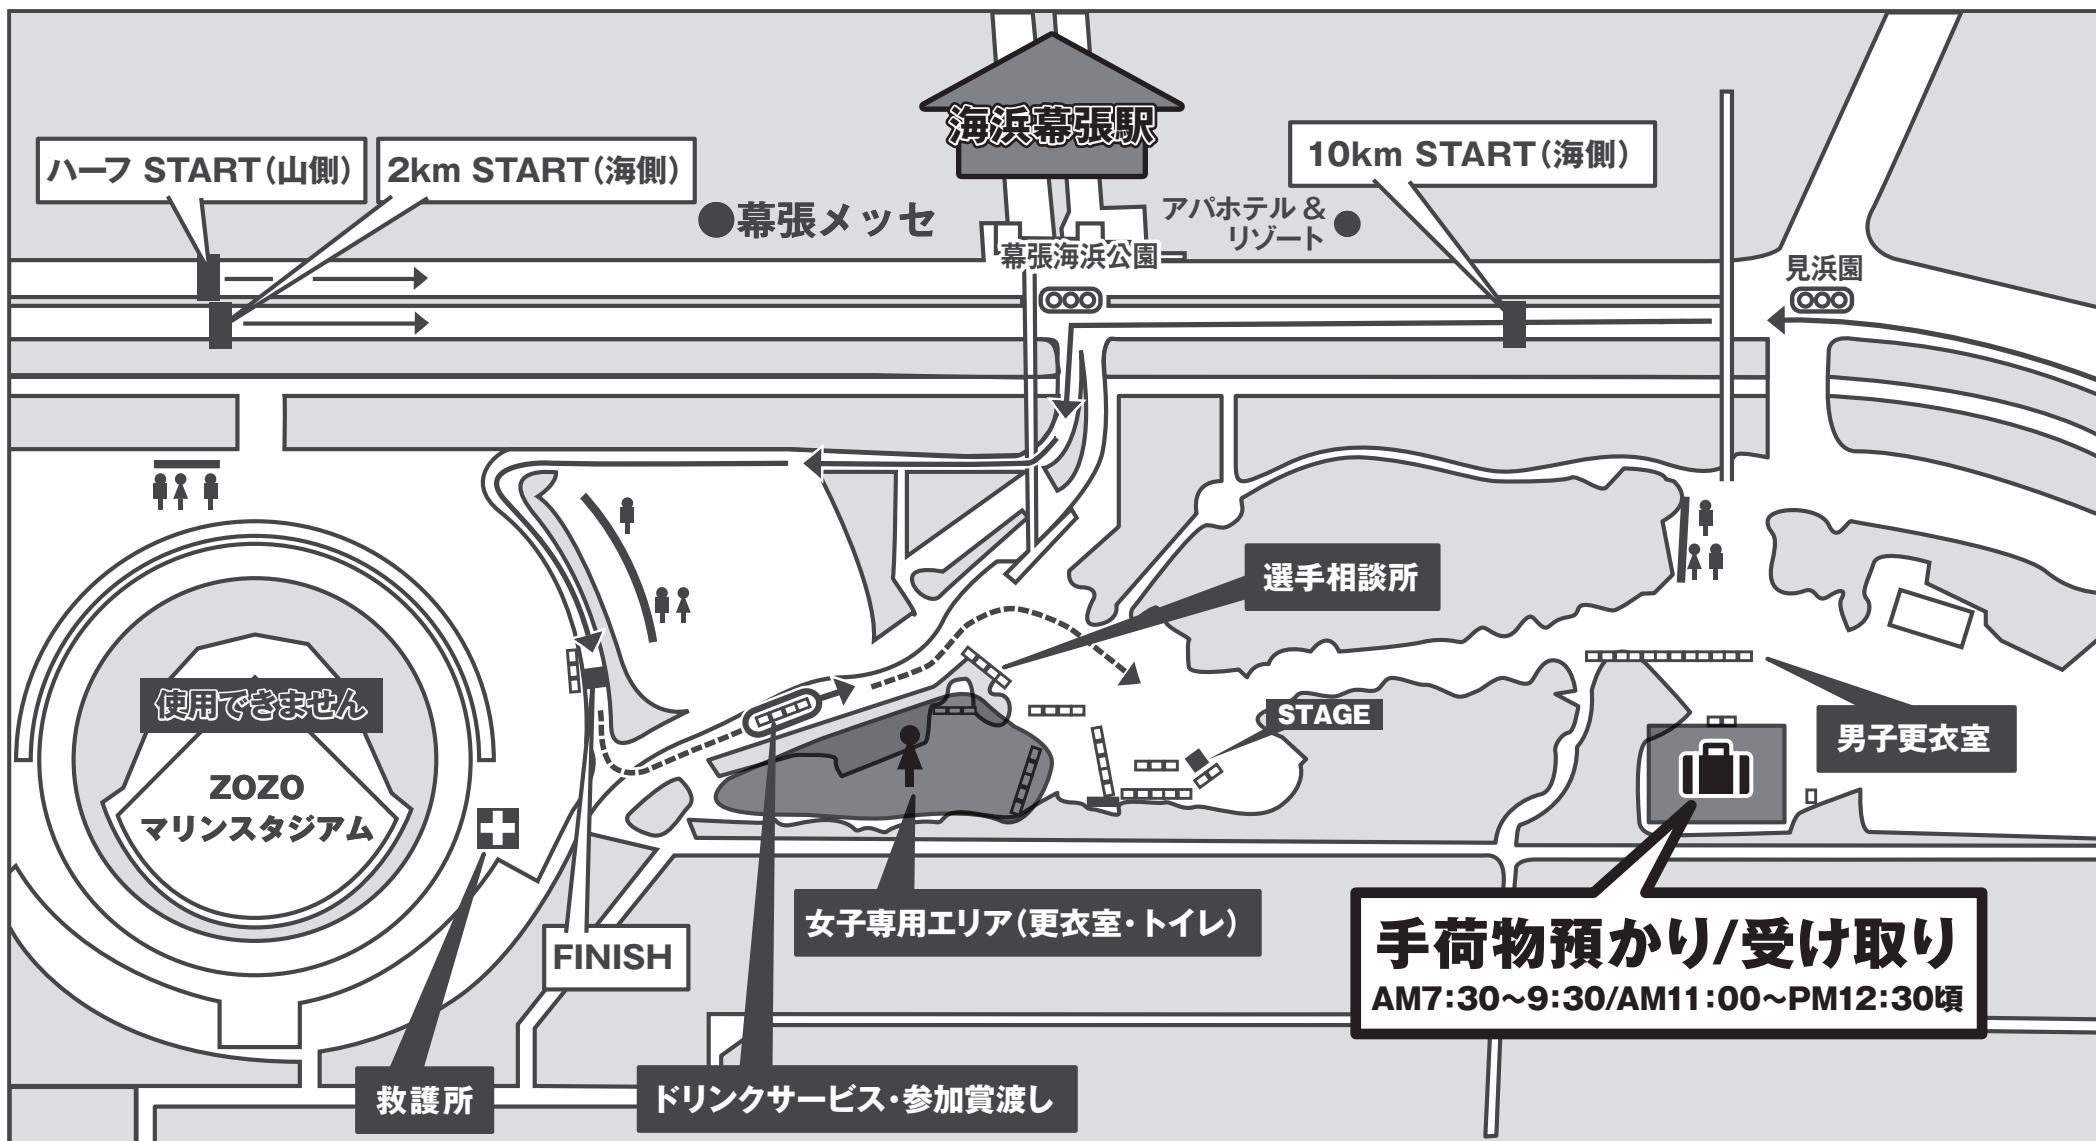 海浜幕張駅
ハーフ START(山側)
2km START(海側)
10km START(海側)
●幕張メッセ
アパホテル &
リゾート
幕張海浜公園
見浜園
選手相談所
使用できません
STAGE
男子更衣室
ZOZO
マリンスタジアム
女子専用エリア(更衣室・トイレ)
手荷物預かり/受け取り
AM7:30〜9:30/AM11:00〜PM12:30頃
FINISH
救護所
ドリンクサービス・参加賞渡し